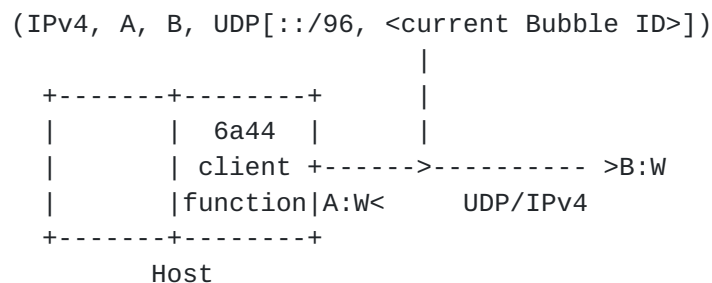 (IPv4, A, B, UDP[::/96, <current Bubble ID>])
                             |
  +-------+--------+       |
  |       |  6a44  |       |
  |       | client +------>---------- >B:W
  |       |function|A:W<     UDP/IPv4
  +-------+--------+
         Host